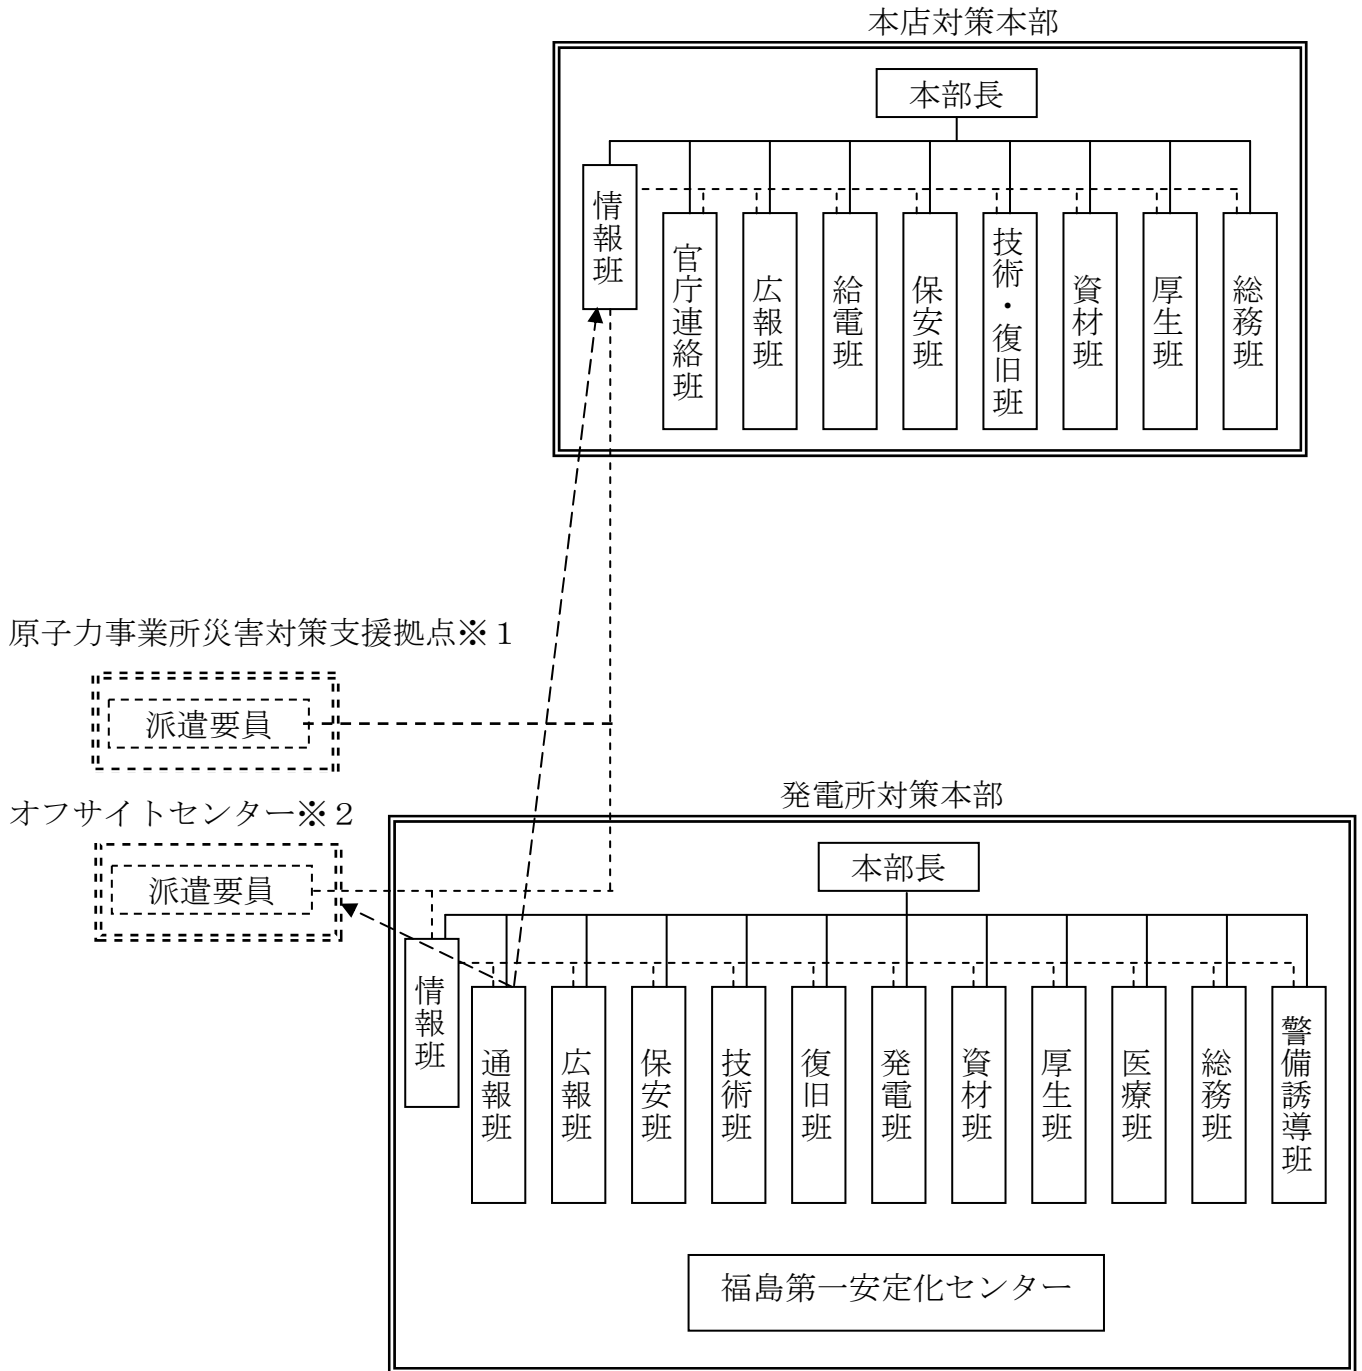 本店対策本部
本部長
情報班
官庁連絡班
広報班
給電班
保安班
技術・復旧班
資材班
厚生班
総務班
原子力事業所災害対策支援拠点※1
派遣要員
オフサイトセンター※2
派遣要員
発電所対策本部
本部長
情報班
通報班
広報班
保安班
技術班
復旧班
発電班
資材班
厚生班
医療班
総務班
警備誘導班
福島第一安定化センター